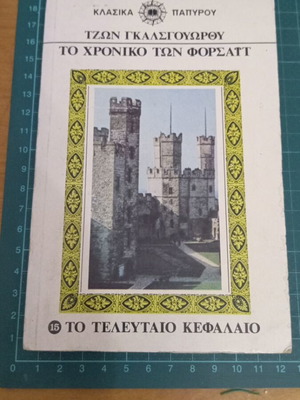 ΚΛΑΣΙΚΑ ΠΑΠΥΡΟΥ
ΤΖΩΝ ΓΚΑΛΣΓΟΥΩΡΘΥ
ΤΟ ΧΡΟΝΙΚΟ ΤΩΝ ΦΟΡΣΑΪΤ
15 ΤΟ ΤΕΛΕΥΤΑΙΟ ΚΕΦΑΛΑΙΟ